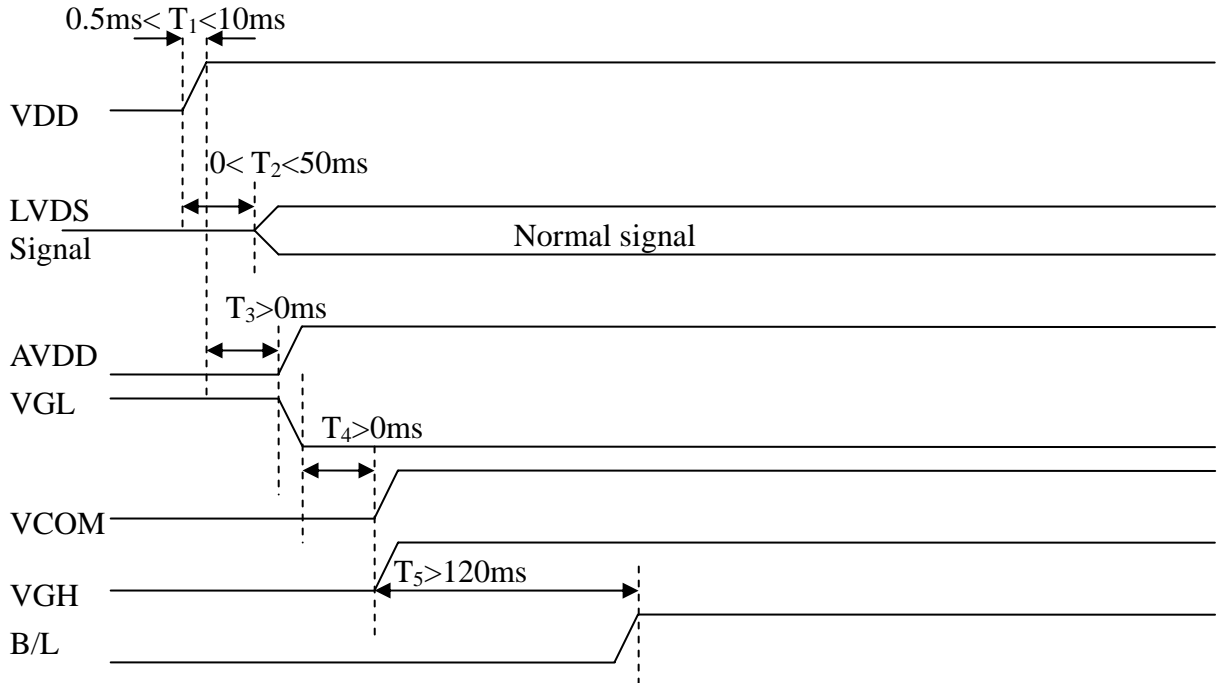 0.5ms< T₁<10ms
VDD
0< T₂<50ms
LVDS
Signal
Normal signal
T₃>0ms
AVDD
VGL
T₄>0ms
VCOM
T₅>120ms
VGH
B/L